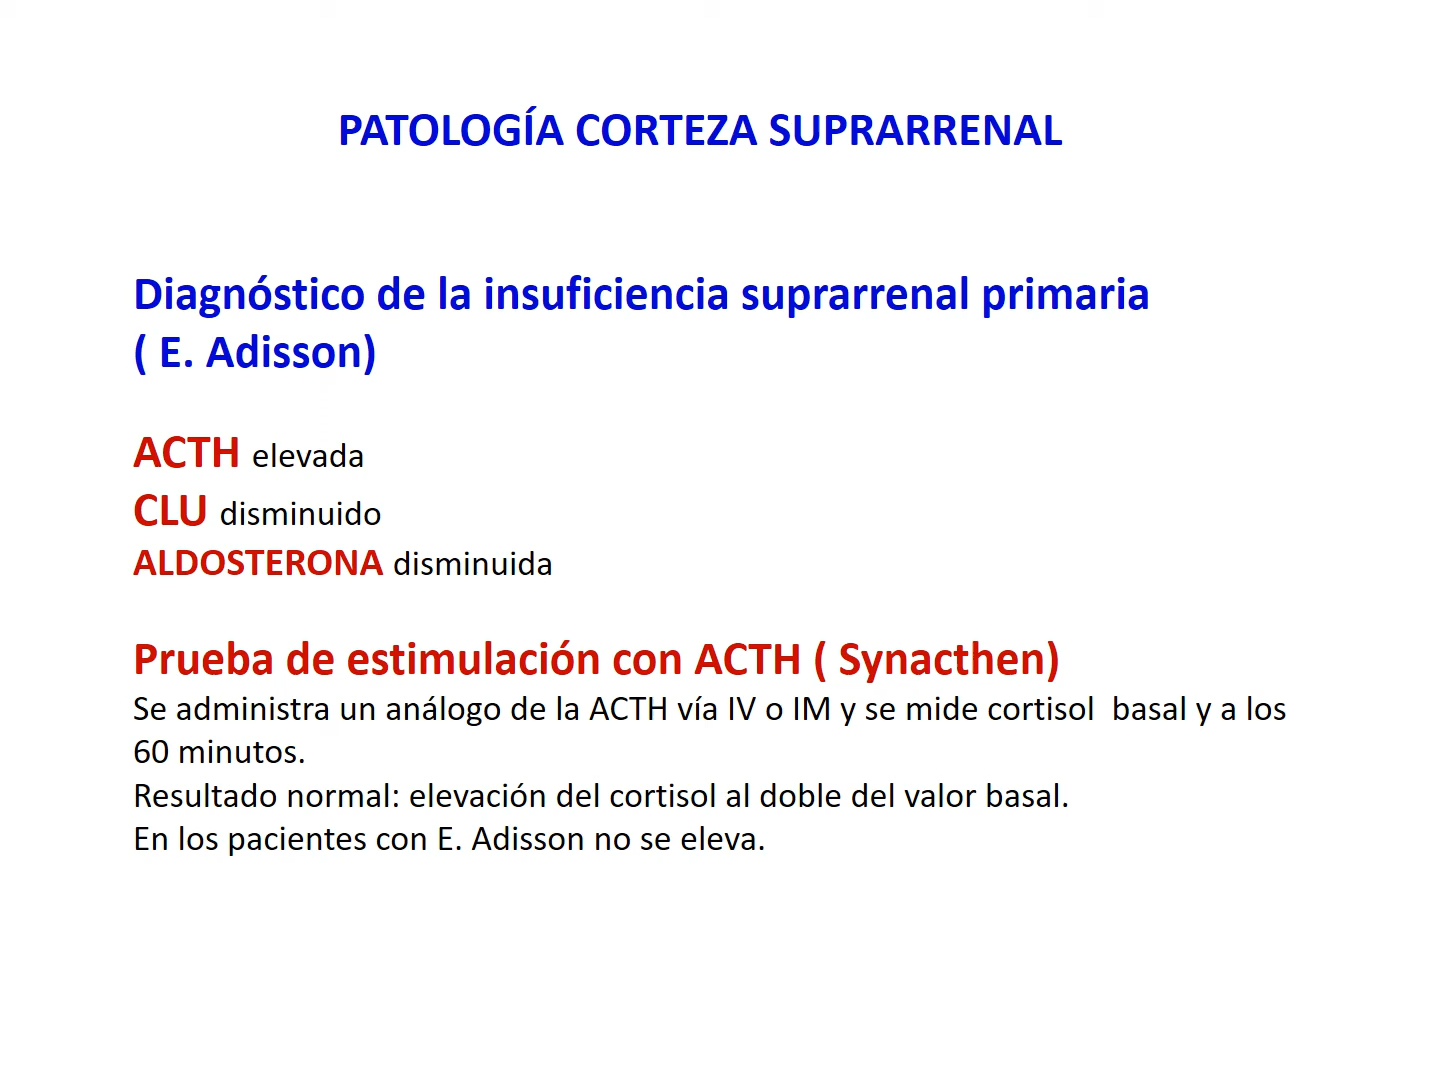 PATOLOGÍA CORTEZA SUPRARRENAL
Diagnóstico de la insuficiencia suprarrenal primaria
( E. Adisson)
ACTH elevada
CLU disminuido
ALDOSTERONA disminuida
Prueba de estimulación con ACTH ( Synacthen)
Se administra un análogo de la ACTH vía IV o IM y se mide cortisol  basal y a los
60 minutos.
Resultado normal: elevación del cortisol al doble del valor basal.
En los pacientes con E. Adisson no se eleva.